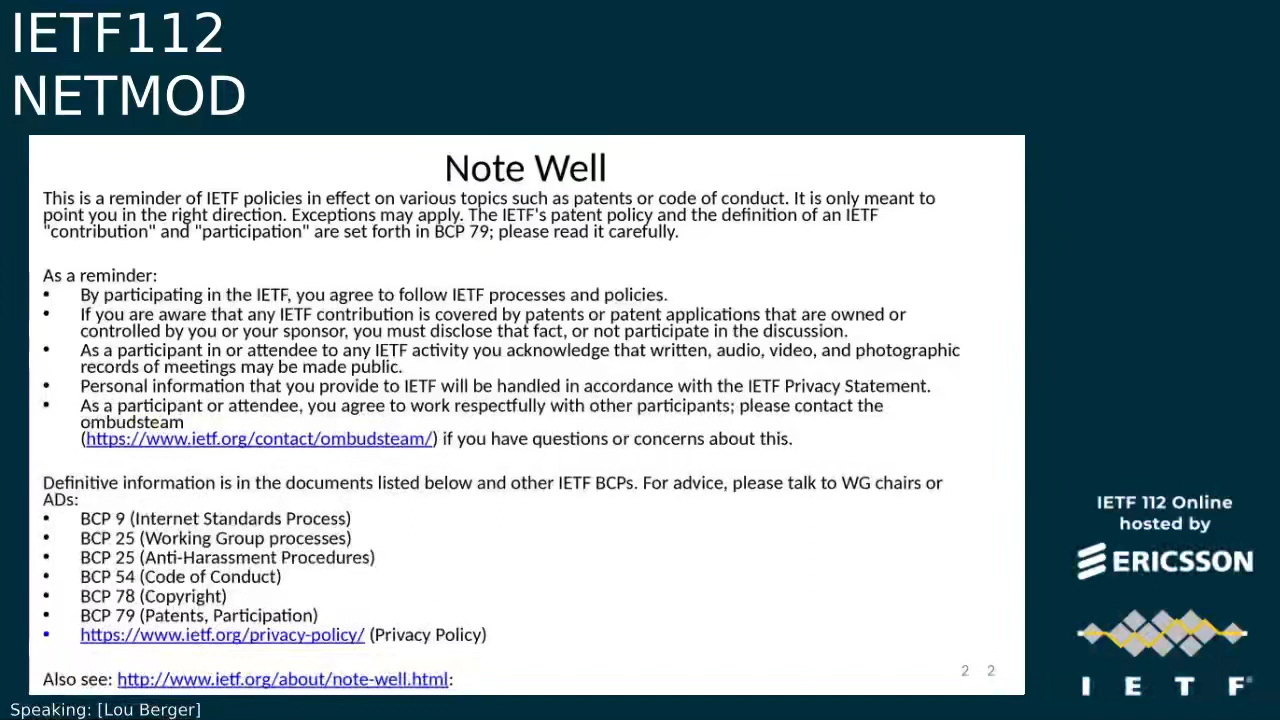 IETF112
NETMOD
Note Well
This is a reminder of IETF policies in effect on various topics such as patents or code of conduct. It is only meant to
point you in the right direction. Exceptions may apply. The IETF's patent policy and the definition of an IETF
"contribution" and "participation" are set forth in BCP 79; please read it carefully.
As a reminder:
• By participating in the IETF, you agree to follow IETF processes and policies.
• If you are aware that any IETF contribution is covered by patents or patent applications that are owned or
controlled by you or your sponsor, you must disclose that fact, or not participate in the discussion.
• As a participant in or attendee to any IETF activity you acknowledge that written, audio, video, and photographic
records of meetings may be made public.
• Personal information that you provide to IETF will be handled in accordance with the IETF Privacy Statement.
• As a participant or attendee, you agree to work respectfully with other participants; please contact the
ombudsteam
(https://www.ietf.org/contact/ombudsteam/) if you have questions or concerns about this.
Definitive information is in the documents listed below and other IETF BCPs. For advice, please talk to WG chairs or
ADs:
• BCP 9 (Internet Standards Process)
• BCP 25 (Working Group processes)
• BCP 25 (Anti-Harassment Procedures)
• BCP 54 (Code of Conduct)
• BCP 78 (Copyright)
• BCP 79 (Patents, Participation)
• https://www.ietf.org/privacy-policy/ (Privacy Policy)
Also see: http://www.ietf.org/about/note-well.html:
2 2
IETF 112 Online
hosted by
ERICSSON
I E T F
Speaking: [Lou Berger]